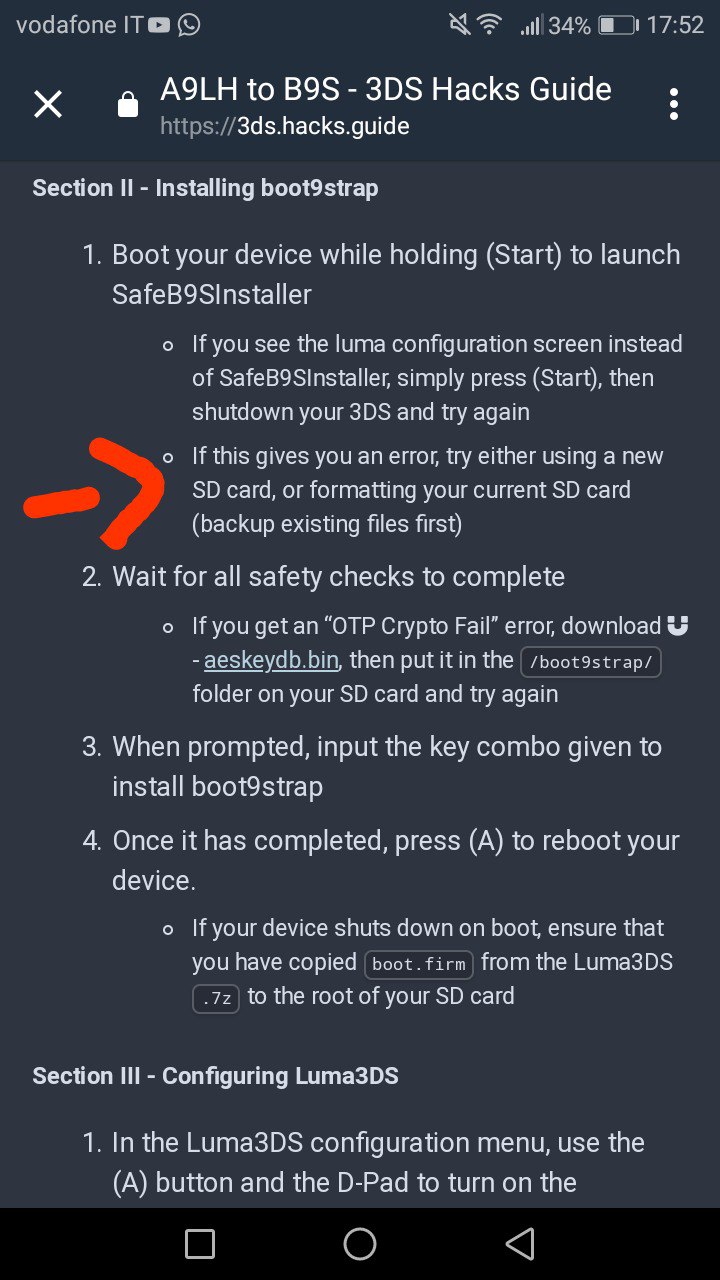 vodafone IT 34% 17:52
A9LH to B9S - 3DS Hacks Guide
https://3ds.hacks.guide
Section II - Installing boot9strap
1. Boot your device while holding (Start) to launch
SafeB9SInstaller
If you see the luma configuration screen instead
of SafeB9SInstaller, simply press (Start), then
shutdown your 3DS and try again
If this gives you an error, try either using a new
SD card, or formatting your current SD card
(backup existing files first)
2. Wait for all safety checks to complete
If you get an “OTP Crypto Fail” error, download
- aeskeydb.bin, then put it in the /boot9strap/
folder on your SD card and try again
3. When prompted, input the key combo given to
install boot9strap
4. Once it has completed, press (A) to reboot your
device.
If your device shuts down on boot, ensure that
you have copied boot.firm from the Luma3DS
.7z to the root of your SD card
Section III - Configuring Luma3DS
1. In the Luma3DS configuration menu, use the
(A) button and the D-Pad to turn on the